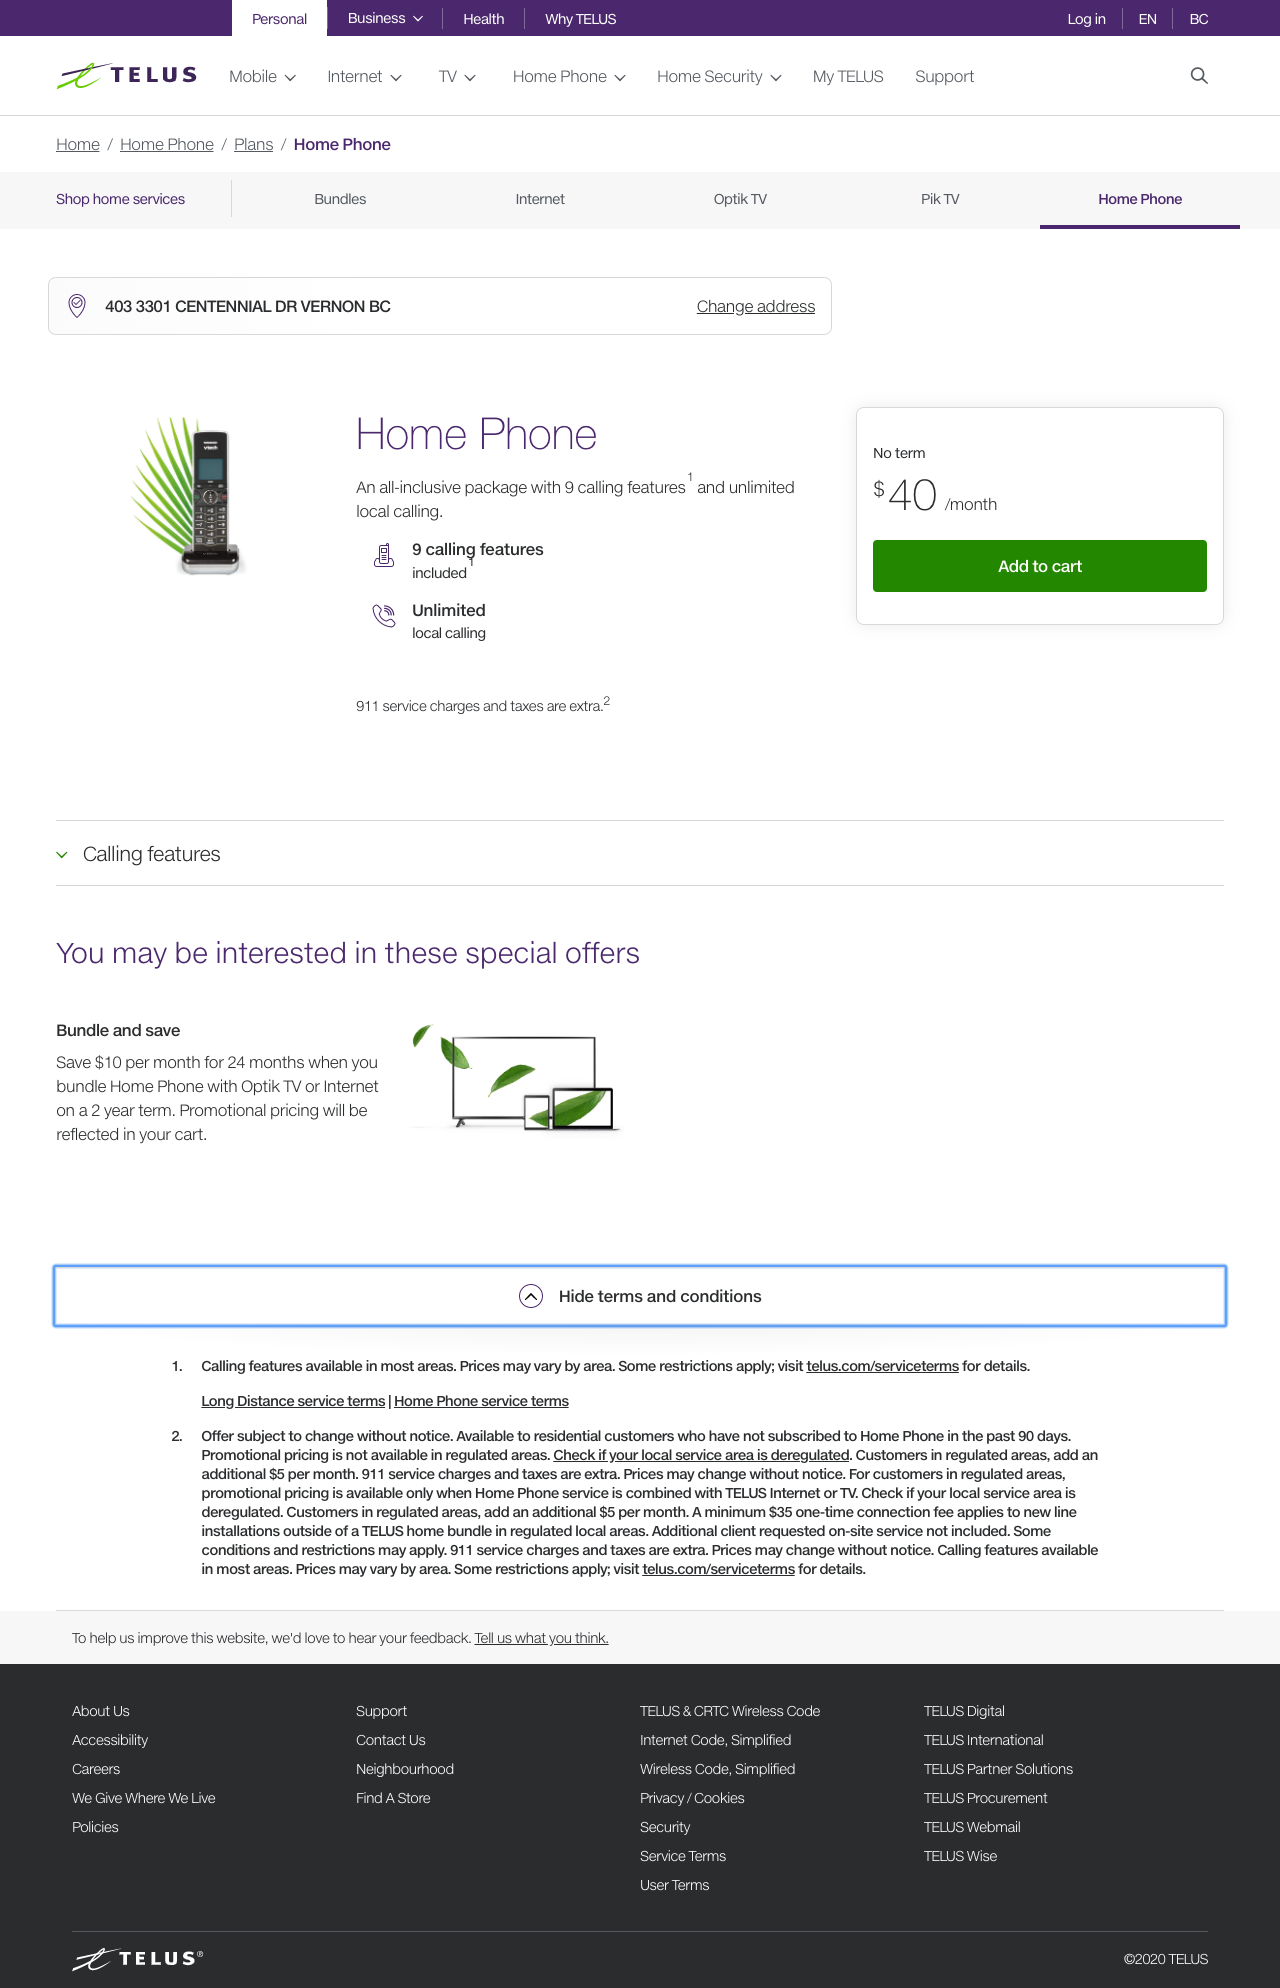 Personal Business Health Why TELUS Log in EN BC
TELUS Mobile Internet TV Home Phone Home Security My TELUS Support
Home / Home Phone / Plans / Home Phone
Shop home services Bundles Internet Optik TV Pik TV Home Phone
403 3301 CENTENNIAL DR VERNON BC Change address
Home Phone
An all-inclusive package with 9 calling features1 and unlimited
local calling.
9 calling features
included1
Unlimited
local calling
911 service charges and taxes are extra.2
No term
$40 /month
Add to cart
vtech
Calling features
You may be interested in these special offers
Bundle and save
Save $10 per month for 24 months when you
bundle Home Phone with Optik TV or Internet
on a 2 year term. Promotional pricing will be
reflected in your cart.
Hide terms and conditions
1. Calling features available in most areas. Prices may vary by area. Some restrictions apply; visit telus.com/serviceterms for details.
Long Distance service terms | Home Phone service terms
2. Offer subject to change without notice. Available to residential customers who have not subscribed to Home Phone in the past 90 days.
Promotional pricing is not available in regulated areas. Check if your local service area is deregulated. Customers in regulated areas, add an
additional $5 per month. 911 service charges and taxes are extra. Prices may change without notice. For customers in regulated areas,
promotional pricing is available only when Home Phone service is combined with TELUS Internet or TV. Check if your local service area is
deregulated. Customers in regulated areas, add an additional $5 per month. A minimum $35 one-time connection fee applies to new line
installations outside of a TELUS home bundle in regulated local areas. Additional client requested on-site service not included. Some
conditions and restrictions may apply. 911 service charges and taxes are extra. Prices may change without notice. Calling features available
in most areas. Prices may vary by area. Some restrictions apply; visit telus.com/serviceterms for details.
To help us improve this website, we'd love to hear your feedback. Tell us what you think.
About Us
Accessibility
Careers
We Give Where We Live
Policies
Support
Contact Us
Neighbourhood
Find A Store
TELUS & CRTC Wireless Code
Internet Code, Simplified
Wireless Code, Simplified
Privacy / Cookies
Security
Service Terms
User Terms
TELUS Digital
TELUS International
TELUS Partner Solutions
TELUS Procurement
TELUS Webmail
TELUS Wise
TELUS® ©2020 TELUS